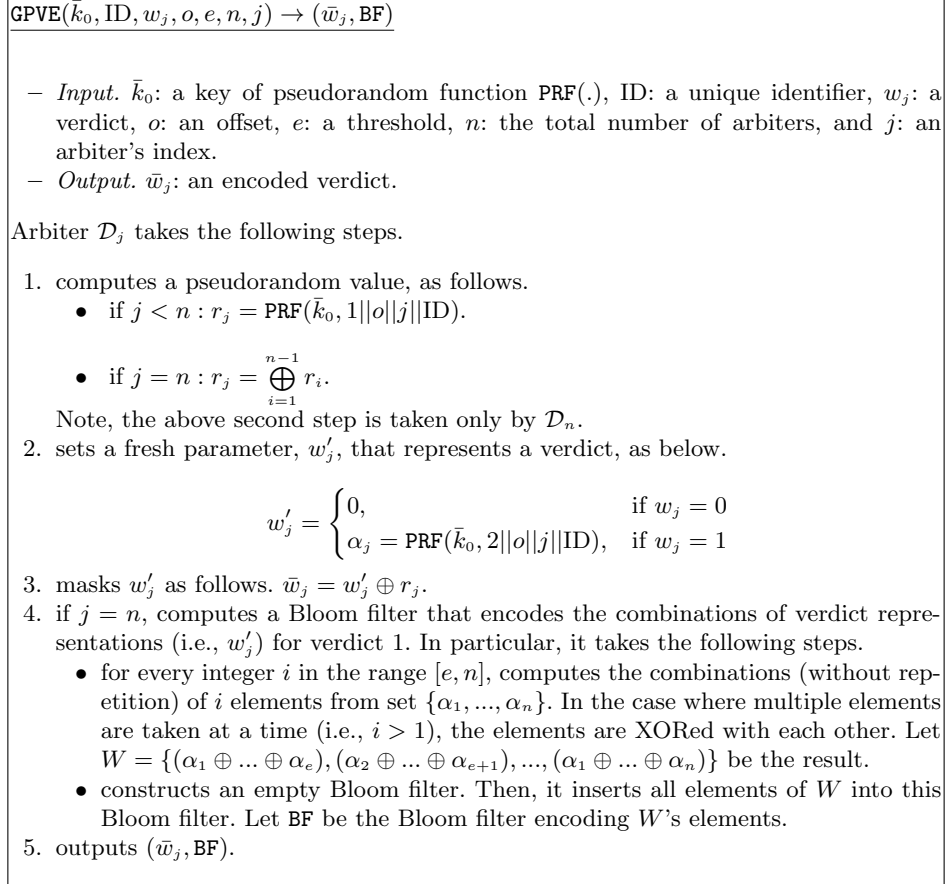 GPVE(k̄₀, ID, wⱼ, o, e, n, j) → (w̄ⱼ, BF)
– Input. k̄₀: a key of pseudorandom function PRF(.), ID: a unique identifier, wⱼ: a
verdict, o: an offset, e: a threshold, n: the total number of arbiters, and j: an
arbiter's index.
– Output. w̄ⱼ: an encoded verdict.
Arbiter 𝒟ⱼ takes the following steps.
1. computes a pseudorandom value, as follows.
• if j < n : rⱼ = PRF(k̄₀, 1||o||j||ID).
• if j = n : rⱼ = ⨁_{i=1}^{n−1} rᵢ.
Note, the above second step is taken only by 𝒟ₙ.
2. sets a fresh parameter, w′ⱼ, that represents a verdict, as below.
w′ⱼ = { 0, if wⱼ = 0
αⱼ = PRF(k̄₀, 2||o||j||ID), if wⱼ = 1
3. masks w′ⱼ as follows. w̄ⱼ = w′ⱼ ⊕ rⱼ.
4. if j = n, computes a Bloom filter that encodes the combinations of verdict repre-
sentations (i.e., w′ⱼ) for verdict 1. In particular, it takes the following steps.
• for every integer i in the range [e, n], computes the combinations (without rep-
etition) of i elements from set {α₁, ..., αₙ}. In the case where multiple elements
are taken at a time (i.e., i > 1), the elements are XORed with each other. Let
W = {(α₁ ⊕ ... ⊕ αₑ), (α₂ ⊕ ... ⊕ αₑ₊₁), ..., (α₁ ⊕ ... ⊕ αₙ)} be the result.
• constructs an empty Bloom filter. Then, it inserts all elements of W into this
Bloom filter. Let BF be the Bloom filter encoding W's elements.
5. outputs (w̄ⱼ, BF).